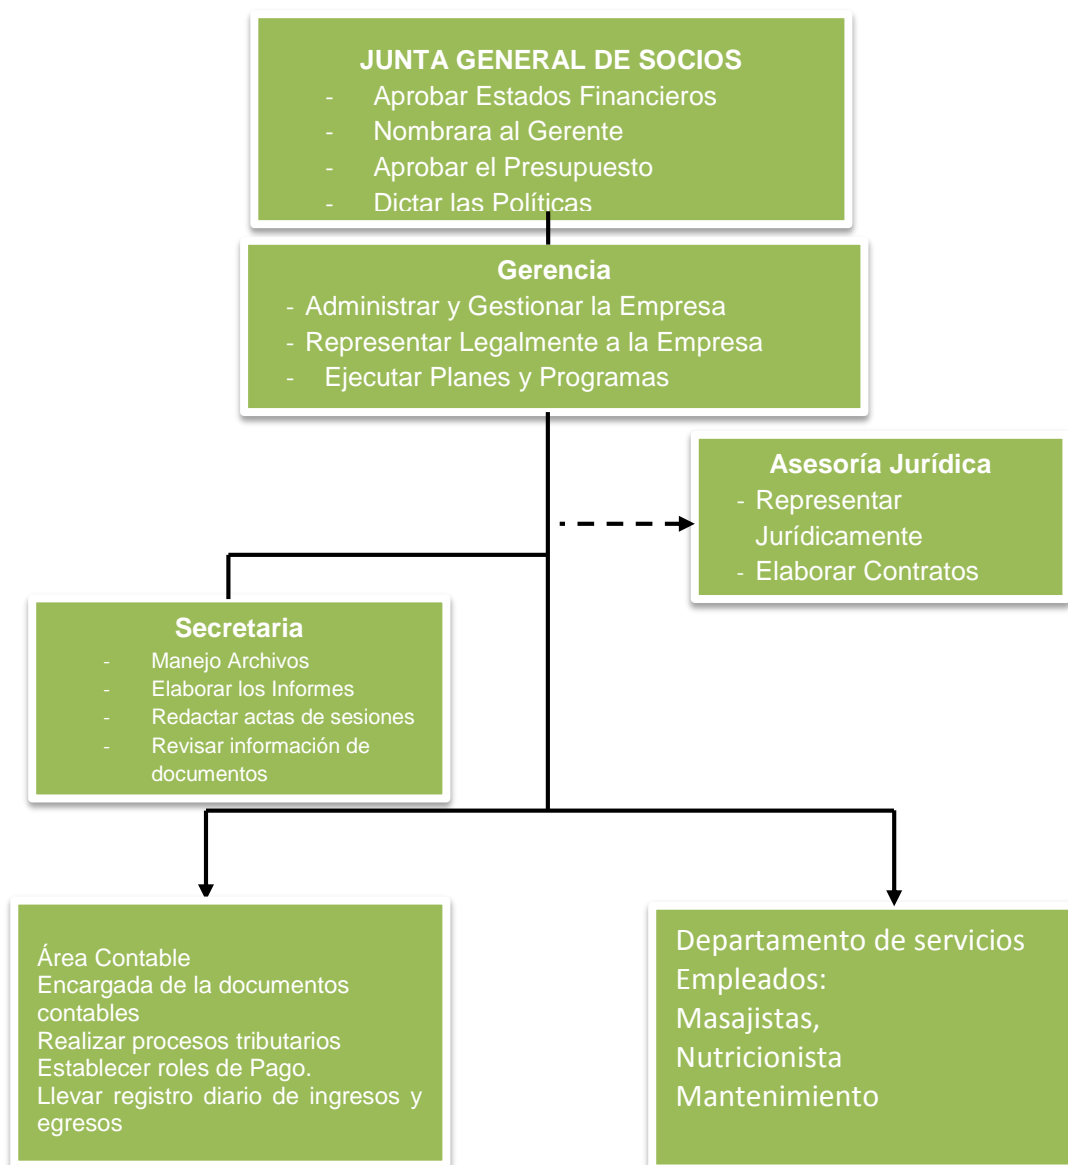 JUNTA GENERAL DE SOCIOS
- Aprobar Estados Financieros
- Nombrara al Gerente
- Aprobar el Presupuesto
- Dictar las Políticas
Gerencia
- Administrar y Gestionar la Empresa
- Representar Legalmente a la Empresa
- Ejecutar Planes y Programas
Asesoría Jurídica
- Representar
Jurídicamente
- Elaborar Contratos
Secretaria
- Manejo Archivos
- Elaborar los Informes
- Redactar actas de sesiones
- Revisar información de
documentos
Área Contable
Encargada de la documentos
contables
Realizar procesos tributarios
Establecer roles de Pago.
Llevar registro diario de ingresos y
egresos
Departamento de servicios
Empleados:
Masajistas,
Nutricionista
Mantenimiento